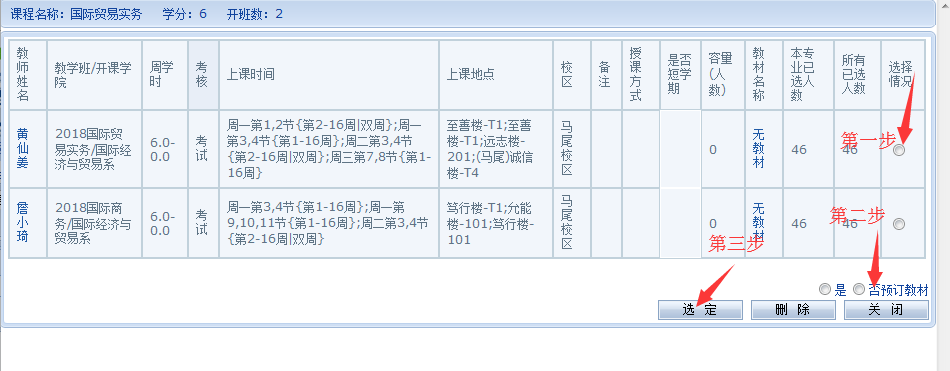 课程名称：国际贸易实务 学分：6 开班数：2
教师姓名 教学班/开课学院 周学时 考核 上课时间 上课地点 校区 备注 授课方式 是否短学期 容量(人数) 教材名称 本专业已选人数 所有已选人数 选择情况
黄仙姜
2018国际贸易实务/国际经济与贸易系
6.0-0.0
考试
周一第1,2节{第2-16周|双周};周一
第3,4节{第1-16周};周二第3,4节
{第2-16周|双周};周三第7,8节{第1-
16周}
至善楼-T1;至善
楼-T1;远志楼-
201;(马尾)诚信
楼-T4
马尾校区
0
无教材
46
46
第一步
詹小琦
2018国际商务/国际经济与贸易系
6.0-0.0
考试
周一第3,4节{第1-16周};周一第
9,10,11节{第1-16周};周二第3,4节
{第2-16周|双周}
笃行楼-T1;允能
楼-101;笃行楼-
101
马尾校区
0
无教材
46
46
第二步
第三步
是 否预订教材
选 定 删 除 关 闭